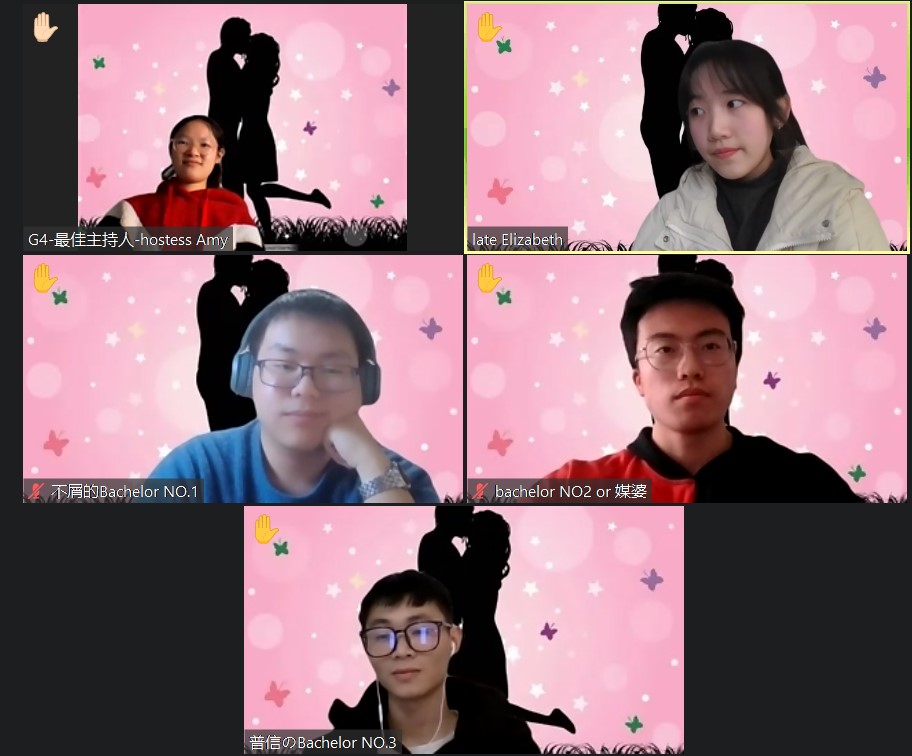 G4-最佳主持人-hostess Amy
late Elizabeth
不屑的Bachelor NO.1
bachelor NO2 or 媒婆
普信のBachelor NO.3